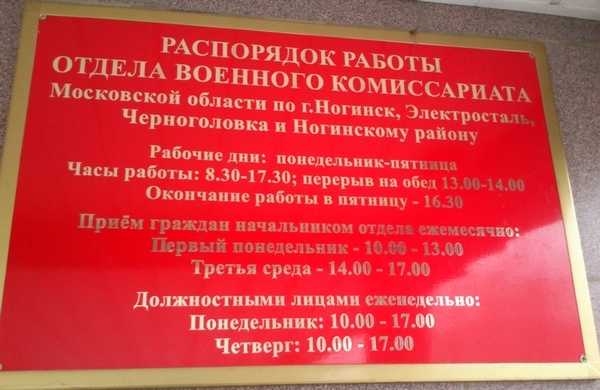 РАСПОРЯДОК РАБОТЫ
ОТДЕЛА ВОЕННОГО КОМИССАРИАТА
Московской области по г.Ногинск, Электросталь,
Черноголовка и Ногинскому району
Рабочие дни: понедельник-пятница
Часы работы: 8.30-17.30; перерыв на обед 13.00-14.00
Окончание работы в пятницу - 16.30
Приём граждан начальником отдела ежемесячно:
Первый понедельник - 10.00 - 13.00
Третья среда - 14.00 - 17.00
Должностными лицами еженедельно:
Понедельник: 10.00 - 17.00
Четверг: 10.00 - 17.00